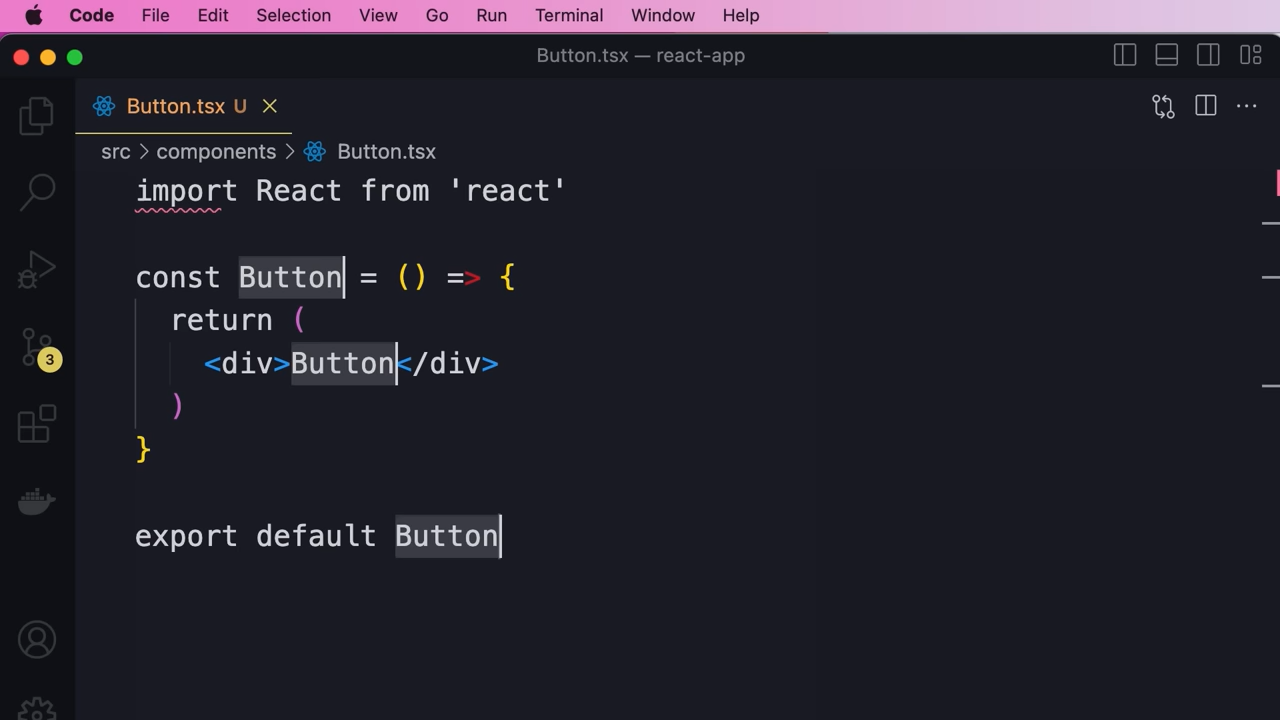 Code File Edit Selection View Go Run Terminal Window Help
Button.tsx — react-app
Button.tsx U
src > components > Button.tsx
import React from 'react'
const Button = () => {
return (
<div>Button</div>
)
}
export default Button
3